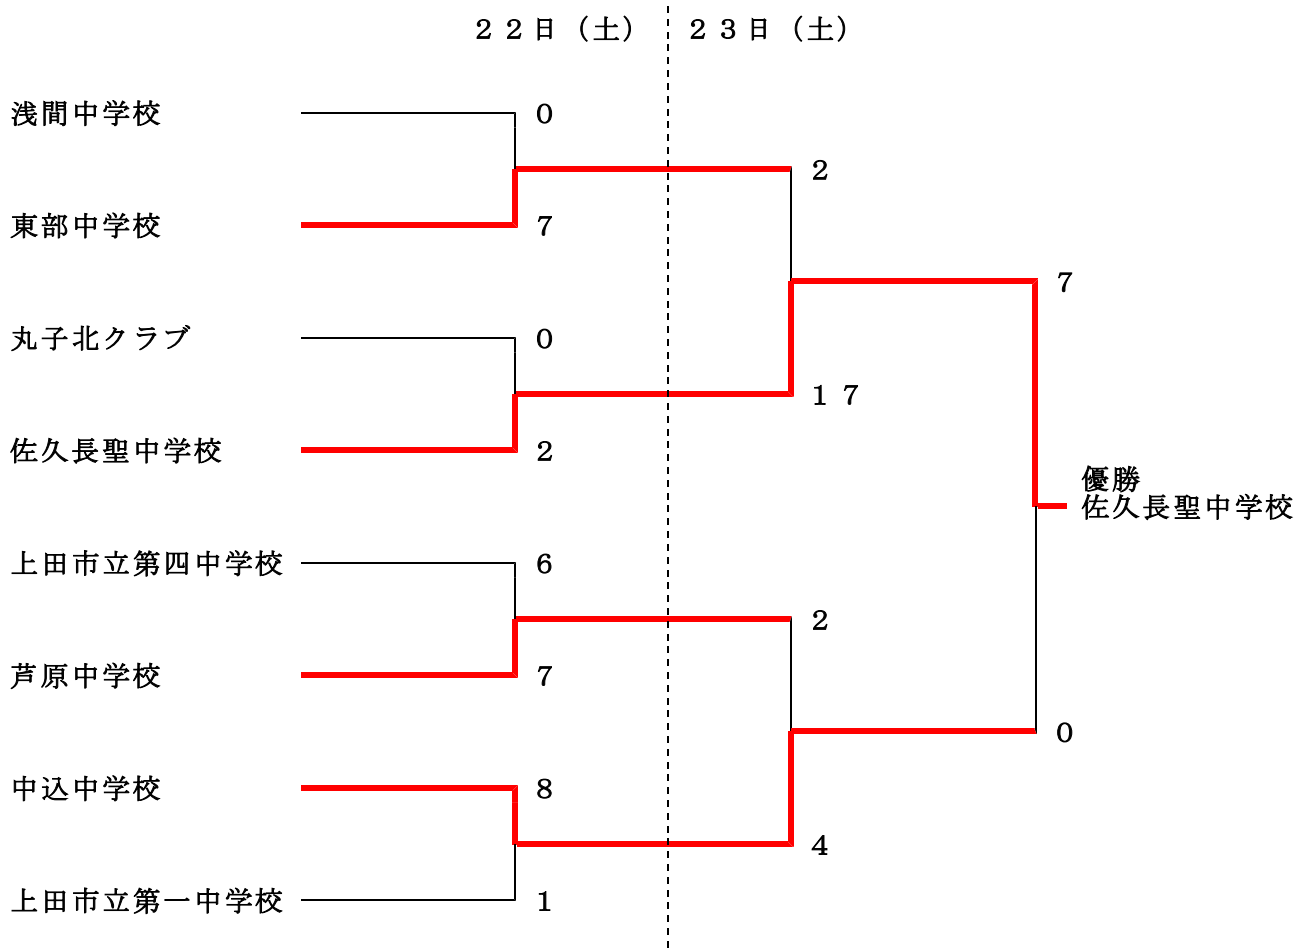 22日（土）
23日（土）
浅間中学校
0
2
東部中学校
7
7
丸子北クラブ
0
17
佐久長聖中学校
2
優勝
佐久長聖中学校
上田市立第四中学校
6
2
芦原中学校
7
0
中込中学校
8
4
上田市立第一中学校
1